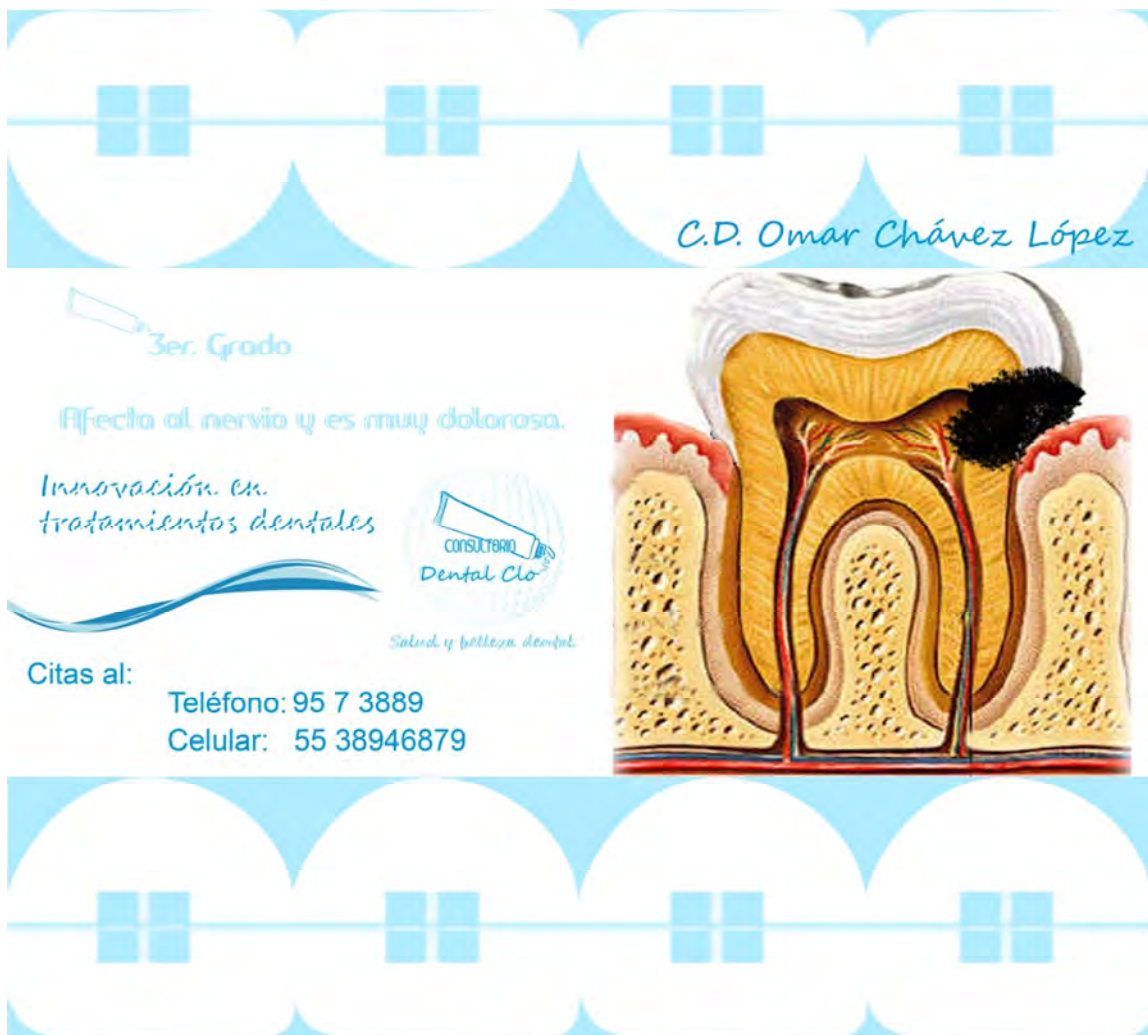 C.D. Omar Chávez López
3er. Grado
Afecta al nervio y es muy dolorosa.
Innovación en
tratamientos dentales
CONSULTORIO
Dental Clo
Salud y belleza dental.
Citas al:
Teléfono: 95 7 3889
Celular: 55 38946879